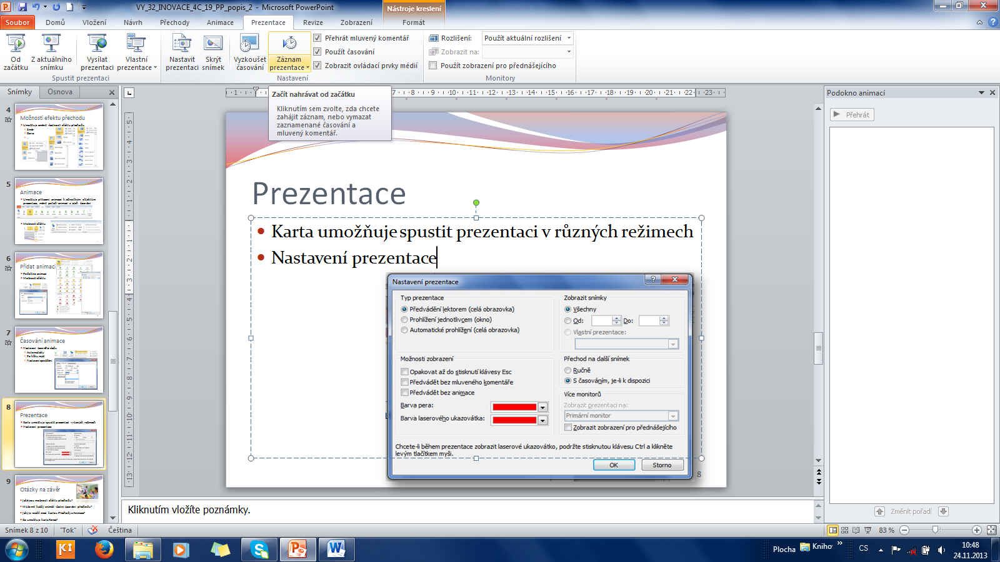 VY_32_INOVACE_4C_19_PP_popis_2 - Microsoft PowerPoint
Nástroje kreslení
Soubor Domů Vložení Návrh Přechody Animace Prezentace Revize Zobrazení Formát
Od začátku
Z aktuálního snímku
Vysílat prezentaci
Vlastní prezentace
Nastavit prezentaci
Skrýt snímek
Vyzkoušet časování
Záznam prezentace
Přehrát mluvený komentář
Použít časování
Zobrazit ovládací prvky médií
Rozlišení: Použít aktuální rozlišení
Zobrazit na:
Použít zobrazení pro přednášejícího
Spustit prezentaci
Nastavení
Monitory
Snímky Osnova
Začít nahrávat od začátku
Kliknutím sem zvolte, zda chcete
zahájit záznam, nebo vymazat
zaznamenané časování a
mluvený komentář.
Podokno animací
Přehrát
4
Možnosti efektu přechodu
5
Animace
6
Přidat animaci
7
Časování animace
8
Prezentace
Karta umožňuje spustit prezentaci v různých režimech
Nastavení prezentace
9
Otázky na závěr
Prezentace
Karta umožňuje spustit prezentaci v různých režimech
Nastavení prezentace
Nastavení prezentace
Typ prezentace
Předvádění lektorem (celá obrazovka)
Prohlížení jednotlivcem (okno)
Automatické prohlížení (celá obrazovka)
Zobrazit snímky
Všechny
Od: Do:
Vlastní prezentace:
Možnosti zobrazení
Opakovat až do stisknutí klávesy Esc
Předvádět bez mluveného komentáře
Předvádět bez animace
Barva pera:
Barva laserového ukazovátka:
Přechod na další snímek
Ručně
S časováním, je-li k dispozici
Více monitorů
Zobrazit prezentaci na:
Primární monitor
Zobrazit zobrazení pro přednášejícího
Chcete-li během prezentace zobrazit laserové ukazovátko, podržte stisknutou klávesu Ctrl a klikněte
levým tlačítkem myši.
OK Storno
8
Kliknutím vložíte poznámky.
Změnit pořadí
Snímek 8 z 10 "Tok" Čeština
83 %
Plocha Knihov
CS
10:48
24.11.2013